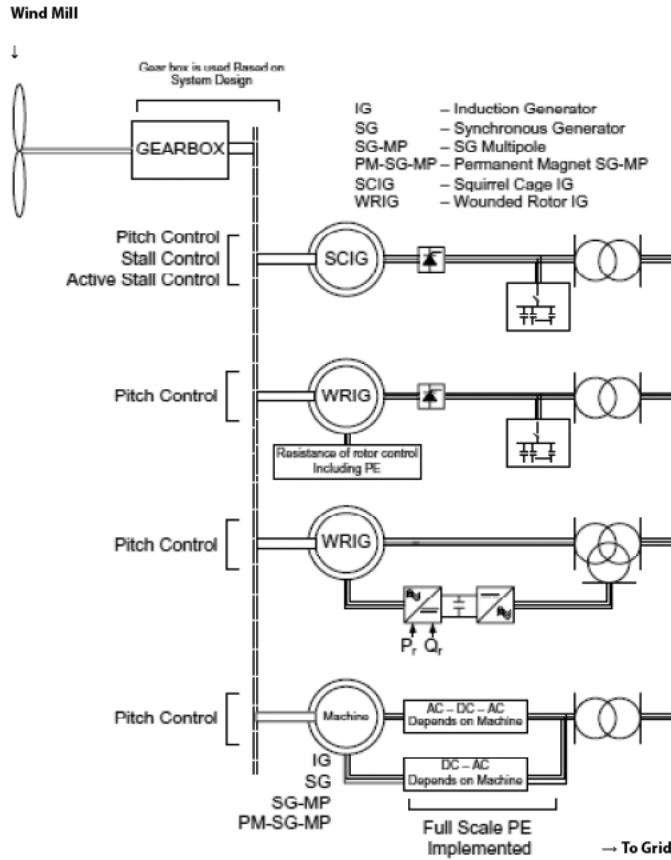 Wind Mill
↓
Gear box is used Based on
System Design
GEARBOX
IG – Induction Generator
SG – Synchronous Generator
SG-MP – SG Multipole
PM-SG-MP – Permanent Magnet SG-MP
SCIG – Squirrel Cage IG
WRIG – Wounded Rotor IG
Pitch Control
Stall Control
Active Stall Control
SCIG
Pitch Control
WRIG
Resistance of rotor control
Including PE
Pitch Control
WRIG
Pr Qr
Pitch Control
Machine
AC – DC – AC
Depends on Machine
IG
SG
SG-MP
PM-SG-MP
DC – AC
Depends on Machine
Full Scale PE
Implemented
→ To Grid